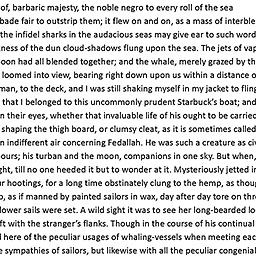 of, barbaric majesty, the noble negro to every roll of the sea
bade fair to outstrip them; it flew on and on, as a mass of interble
the infidel sharks in the audacious seas may give ear to such word
ness of the dun cloud-shadows flung upon the sea. The jets of vap
oon had all blended together; and the whale, merely grazed by th
loomed into view, bearing right down upon us within a distance o
man, to the deck, and I was still shaking myself in my jacket to fling
that I belonged to this uncommonly prudent Starbuck's boat; and
n their eyes, whether that invaluable life of his ought to be carried
shaping the thigh board, or clumsy cleat, as it is sometimes called
n indifferent air concerning Fedallah. He was such a creature as civ
ours; his turban and the moon, companions in one sky. But when,
ght, till no one heeded it but to wonder at it. Mysteriously jetted in
ur hootings, for a long time obstinately clung to the hemp, as thoug
o, as if manned by painted sailors in wax, day after day tore on thro
lower sails were set. A wild sight it was to see her long-bearded lo
ft with the stranger's flanks. Though in the course of his continual
d here of the peculiar usages of whaling-vessels when meeting eac
e sympathies of sailors, but likewise with all the peculiar congenial